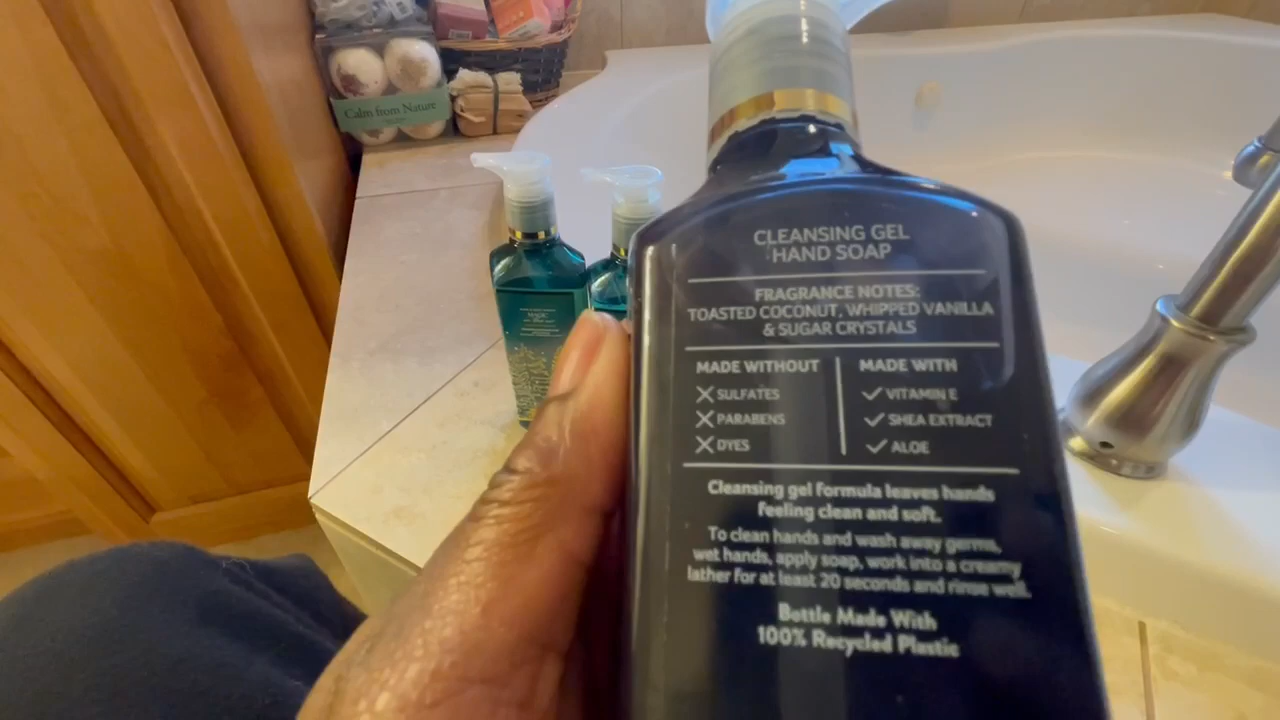 Calm from Nature
CLEANSING GEL
HAND SOAP
FRAGRANCE NOTES:
TOASTED COCONUT, WHIPPED VANILLA
& SUGAR CRYSTALS
MADE WITHOUT
SULFATES
PARABENS
DYES
MADE WITH
VITAMIN E
SHEA EXTRACT
ALOE
Cleansing gel formula leaves hands
feeling clean and soft.
To clean hands and wash away germs,
wet hands, apply soap, work into a creamy
lather for at least 20 seconds and rinse well.
Bottle Made With
100% Recycled Plastic